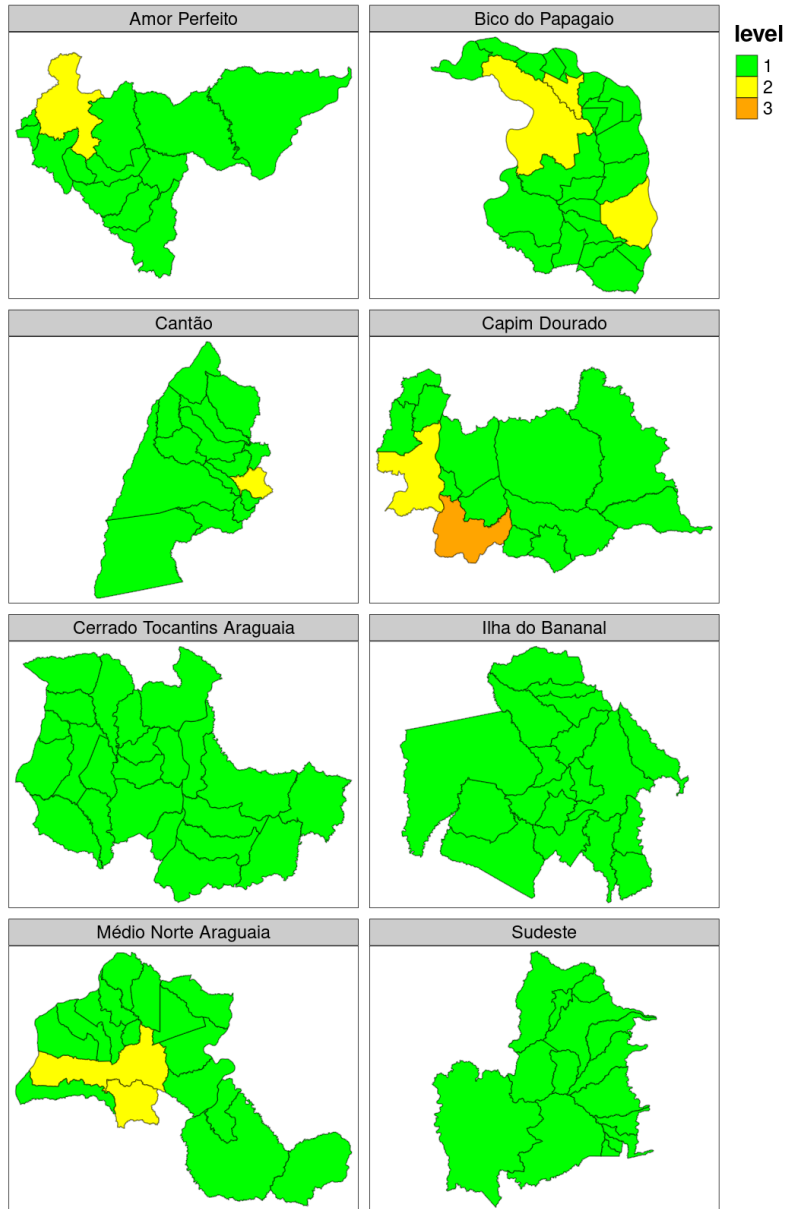 Amor Perfeito
Bico do Papagaio
level
1
2
3
Cantão
Capim Dourado
Cerrado Tocantins Araguaia
Ilha do Bananal
Médio Norte Araguaia
Sudeste